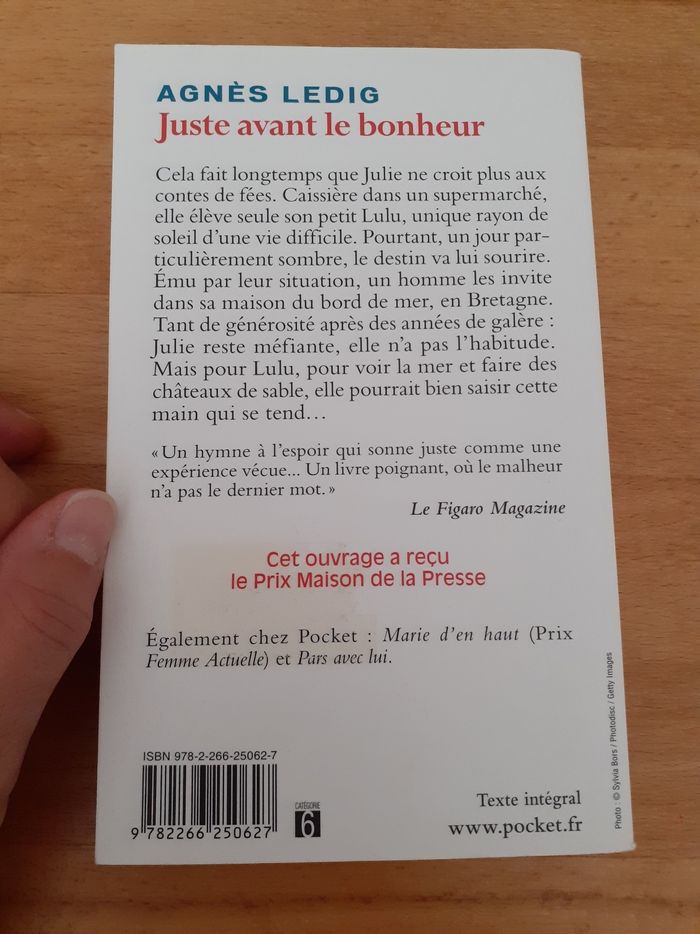 AGNÈS LEDIG
Juste avant le bonheur
Cela fait longtemps que Julie ne croit plus aux
contes de fées. Caissière dans un supermarché,
elle élève seule son petit Lulu, unique rayon de
soleil d'une vie difficile. Pourtant, un jour par-
ticulièrement sombre, le destin va lui sourire.
Ému par leur situation, un homme les invite
dans sa maison du bord de mer, en Bretagne.
Tant de générosité après des années de galère :
Julie reste méfiante, elle n'a pas l'habitude.
Mais pour Lulu, pour voir la mer et faire des
châteaux de sable, elle pourrait bien saisir cette
main qui se tend…
« Un hymne à l'espoir qui sonne juste comme une
expérience vécue... Un livre poignant, où le malheur
n'a pas le dernier mot. »
Le Figaro Magazine
Cet ouvrage a reçu
le Prix Maison de la Presse
Également chez Pocket : Marie d'en haut (Prix
Femme Actuelle) et Pars avec lui.
ISBN 978-2-266-25062-7
9 782266 250627
CATÉGORIE
6
Texte intégral
www.pocket.fr
Photo : © Sylvia Bors / Photodisc / Getty Images